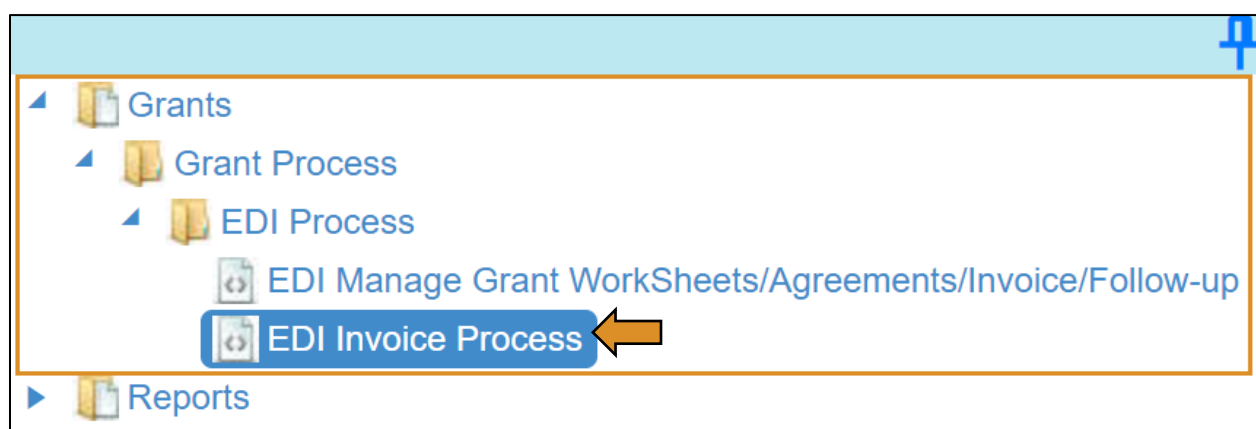 Grants
Grant Process
EDI Process
EDI Manage Grant WorkSheets/Agreements/Invoice/Follow-up
EDI Invoice Process
Reports